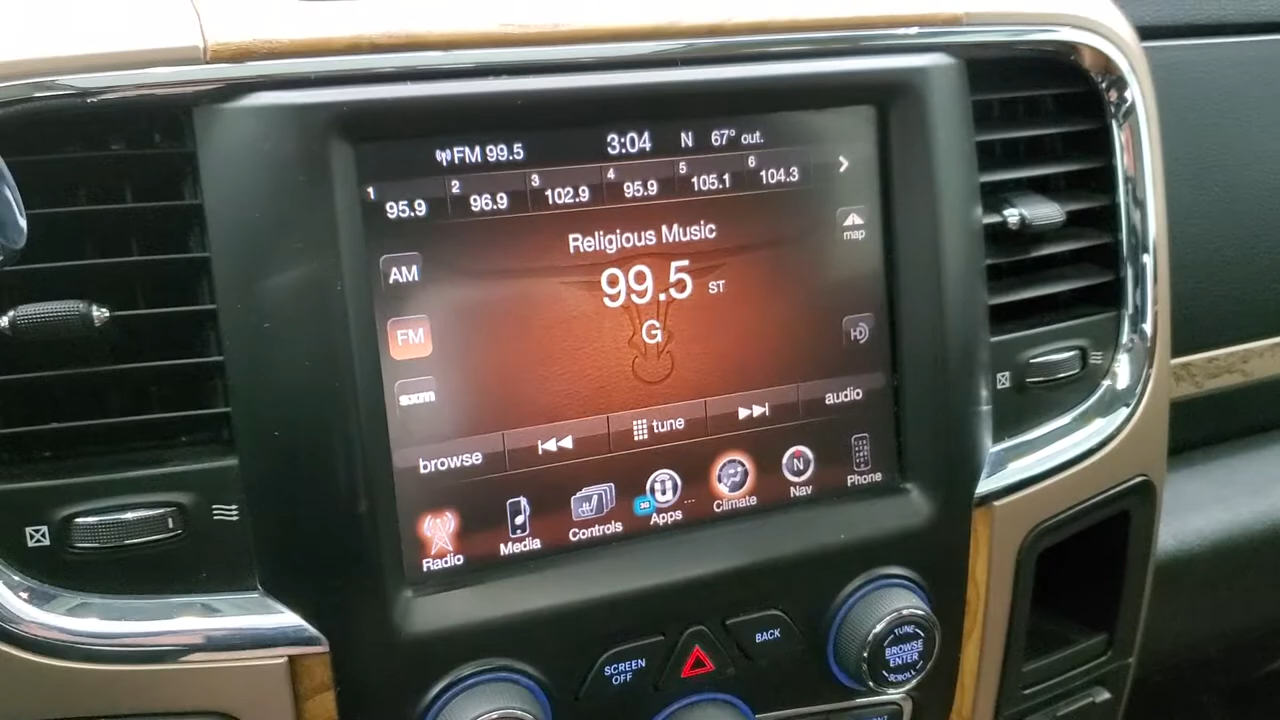 FM 99.5 3:04 N 67° out.
1 95.9 2 96.9 3 102.9 4 95.9 5 105.1 6 104.3
map
Religious Music
AM
99.5 ST
FM
G
HD
sxm
browse tune audio
Radio Media Controls 3G Apps ... Climate N Nav Phone
SCREEN
OFF
BACK
TUNE
BROWSE
ENTER
SCROLL